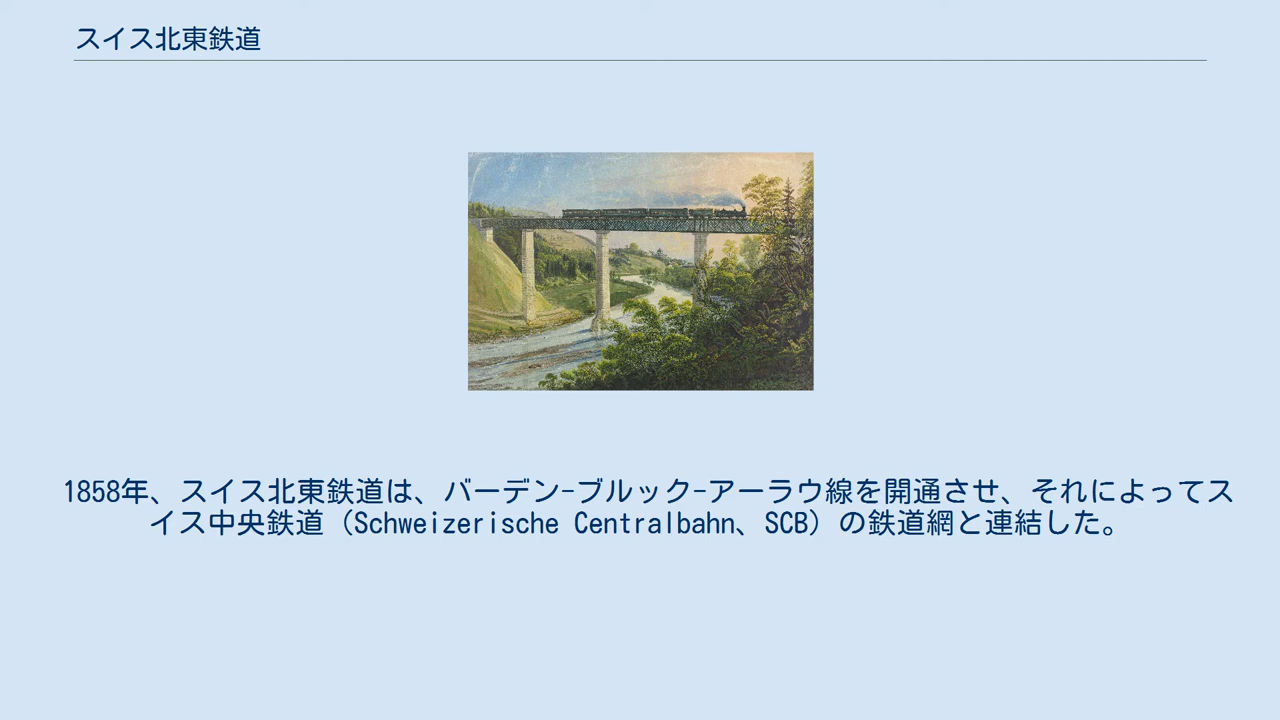 スイス北東鉄道
1858年、スイス北東鉄道は、バーデン-ブルック-アーラウ線を開通させ、それによってス
イス中央鉄道（Schweizerische Centralbahn、SCB）の鉄道網と連結した。